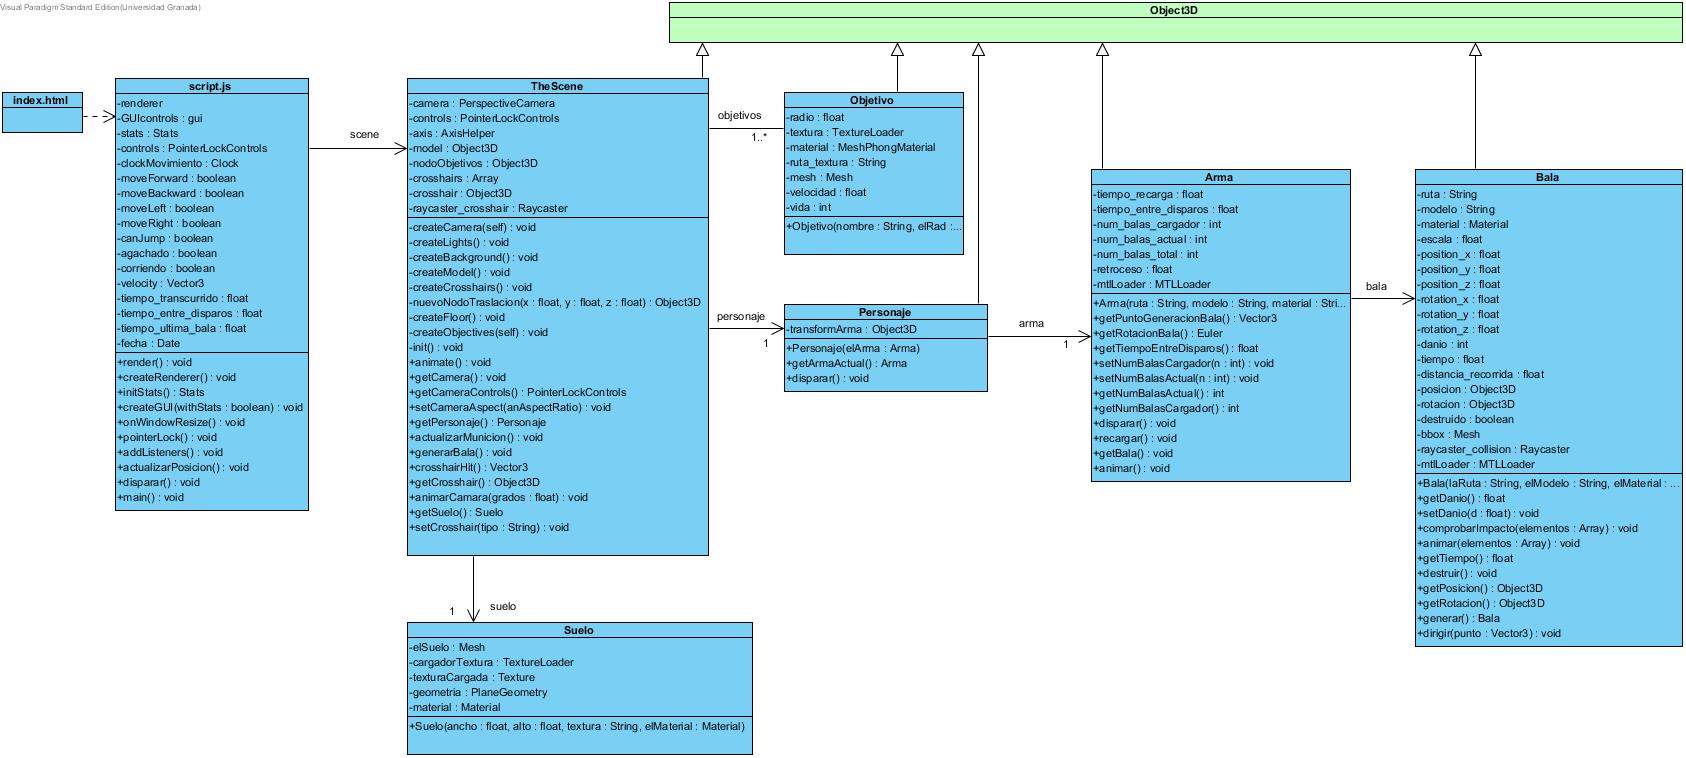 Visual Paradigm Standard Edition(Universidad Granada)
Object3D
index.html
script.js
-renderer
-GUIcontrols : gui
-stats : Stats
-controls : PointerLockControls
-clockMovimiento : Clock
-moveForward : boolean
-moveBackward : boolean
-moveLeft : boolean
-moveRight : boolean
-canJump : boolean
-agachado : boolean
-corriendo : boolean
-velocity : Vector3
-tiempo_transcurrido : float
-tiempo_entre_disparos : float
-tiempo_ultima_bala : float
-fecha : Date
+render() : void
+createRenderer() : void
+initStats() : Stats
+createGUI(withStats : boolean) : void
+onWindowResize() : void
+pointerLock() : void
+addListeners() : void
+actualizarPosicion() : void
+disparar() : void
+main() : void
scene
TheScene
-camera : PerspectiveCamera
-controls : PointerLockControls
-axis : AxisHelper
-model : Object3D
-nodoObjetivos : Object3D
-crosshairs : Array
-crosshair : Object3D
-raycaster_crosshair : Raycaster
-createCamera(self) : void
-createLights() : void
-createBackground() : void
-createModel() : void
-createCrosshairs() : void
-nuevoNodoTraslacion(x : float, y : float, z : float) : Object3D
-createFloor() : void
-createObjectives(self) : void
-init() : void
+animate() : void
+getCamera() : void
+getCameraControls() : PointerLockControls
+setCameraAspect(anAspectRatio) : void
+getPersonaje() : Personaje
+actualizarMunicion() : void
+generarBala() : void
+crosshairHit() : Vector3
+getCrosshair() : Object3D
+animarCamara(grados : float) : void
+getSuelo() : Suelo
+setCrosshair(tipo : String) : void
objetivos
1..*
Objetivo
-radio : float
-textura : TextureLoader
-material : MeshPhongMaterial
-ruta_textura : String
-mesh : Mesh
-velocidad : float
-vida : int
+Objetivo(nombre : String, elRad :...
personaje
1
Personaje
-transformArma : Object3D
+Personaje(elArma : Arma)
+getArmaActual() : Arma
+disparar() : void
arma
1
Arma
-tiempo_recarga : float
-tiempo_entre_disparos : float
-num_balas_cargador : int
-num_balas_actual : int
-num_balas_total : int
-retroceso : float
-mtlLoader : MTLLoader
+Arma(ruta : String, modelo : String, material : Stri...
+getPuntoGeneracionBala() : Vector3
+getRotacionBala() : Euler
+getTiempoEntreDisparos() : float
+setNumBalasCargador(n : int) : void
+setNumBalasActual(n : int) : void
+getNumBalasActual() : int
+getNumBalasCargador() : int
+disparar() : void
+recargar() : void
+getBala() : void
+animar() : void
bala
Bala
-ruta : String
-modelo : String
-material : Material
-escala : float
-position_x : float
-position_y : float
-position_z : float
-rotation_x : float
-rotation_y : float
-rotation_z : float
-danio : int
-tiempo : float
-distancia_recorrida : float
-posicion : Object3D
-rotacion : Object3D
-destruido : boolean
-bbox : Mesh
-raycaster_collision : Raycaster
-mtlLoader : MTLLoader
+Bala(laRuta : String, elModelo : String, elMaterial : ...
+getDanio() : float
+setDanio(d : float) : void
+comprobarImpacto(elementos : Array) : void
+animar(elementos : Array) : void
+getTiempo() : float
+destruir() : void
+getPosicion() : Object3D
+getRotacion() : Object3D
+generar() : Bala
+dirigir(punto : Vector3) : void
1
suelo
Suelo
-elSuelo : Mesh
-cargadorTextura : TextureLoader
-texturaCargada : Texture
-geometria : PlaneGeometry
-material : Material
+Suelo(ancho : float, alto : float, textura : String, elMaterial : Material)